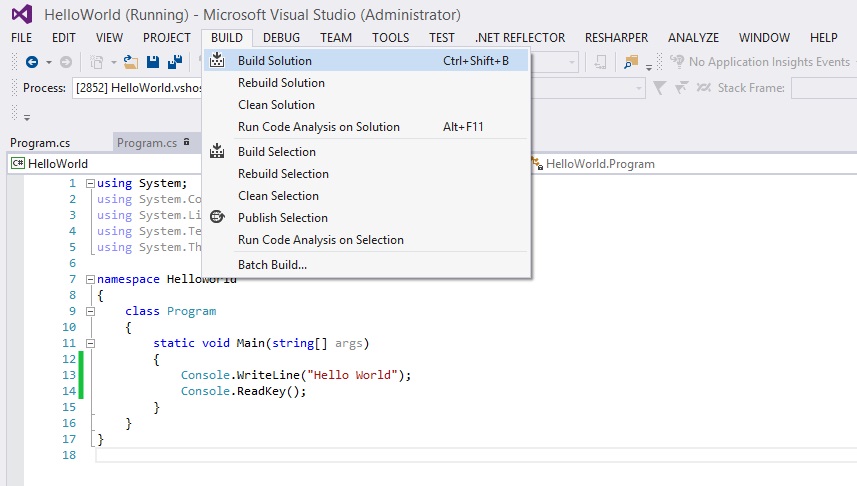 HelloWorld (Running) - Microsoft Visual Studio (Administrator)
FILE EDIT VIEW PROJECT BUILD DEBUG TEAM TOOLS TEST .NET REFLECTOR RESHARPER ANALYZE WINDOW HELP
Build Solution Ctrl+Shift+B
No Application Insights Events
Rebuild Solution
Process: [2852] HelloWorld.vshos
Stack Frame:
Clean Solution
Run Code Analysis on Solution Alt+F11
Build Selection
Rebuild Selection
Clean Selection
Publish Selection
Run Code Analysis on Selection
Batch Build...
Program.cs Program.cs
C# HelloWorld HelloWorld.Program
1 using System;
2 using System.Co
3 using System.Li
4 using System.Te
5 using System.Th
6
7 namespace HelloWorld
8 {
9 class Program
10 {
11 static void Main(string[] args)
12 {
13 Console.WriteLine("Hello World");
14 Console.ReadKey();
15 }
16 }
17 }
18